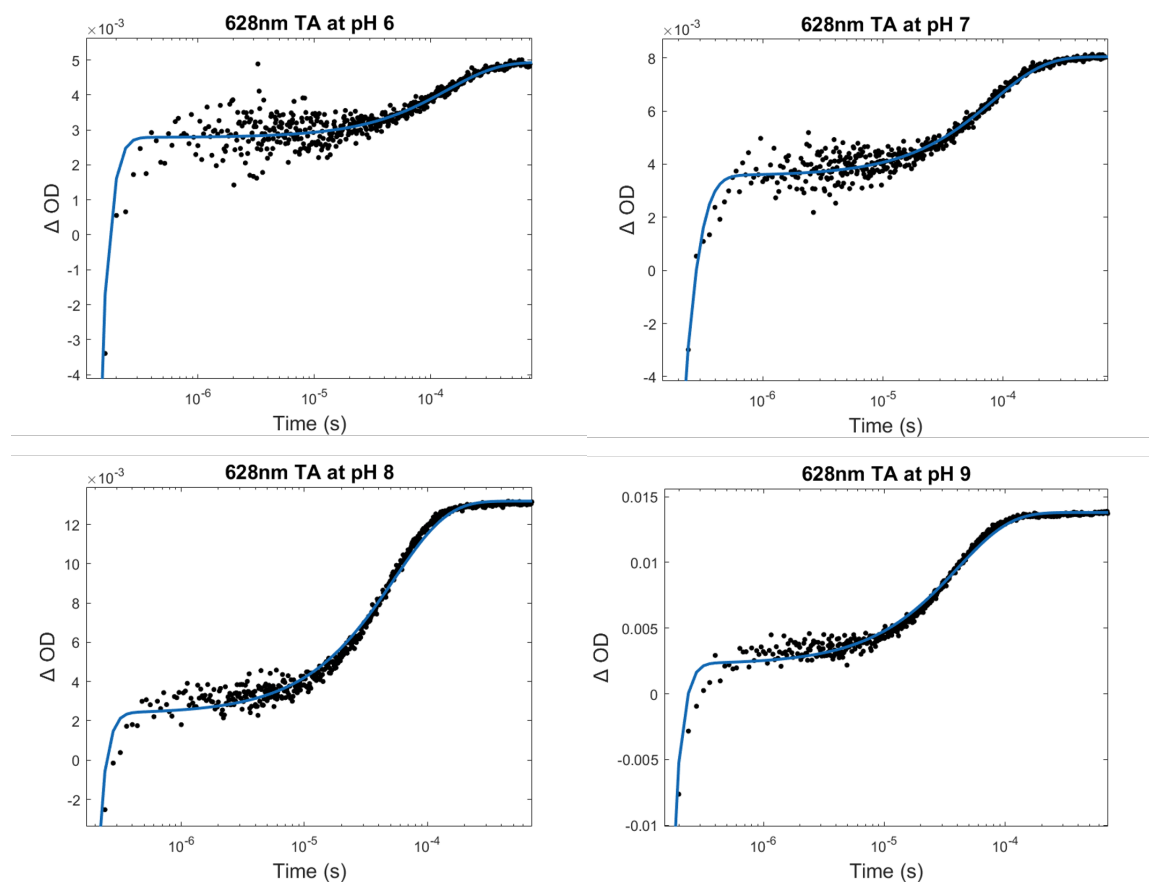 628nm TA at pH 6
×10⁻³
5
4
3
2
1
0
-1
-2
-3
-4
Δ OD
10⁻⁶ 10⁻⁵ 10⁻⁴
Time (s)
628nm TA at pH 7
×10⁻³
8
6
4
2
0
-2
-4
Δ OD
10⁻⁶ 10⁻⁵ 10⁻⁴
Time (s)
628nm TA at pH 8
×10⁻³
12
10
8
6
4
2
0
-2
Δ OD
10⁻⁶ 10⁻⁵ 10⁻⁴
Time (s)
628nm TA at pH 9
0.015
0.01
0.005
0
-0.005
-0.01
Δ OD
10⁻⁶ 10⁻⁵ 10⁻⁴
Time (s)